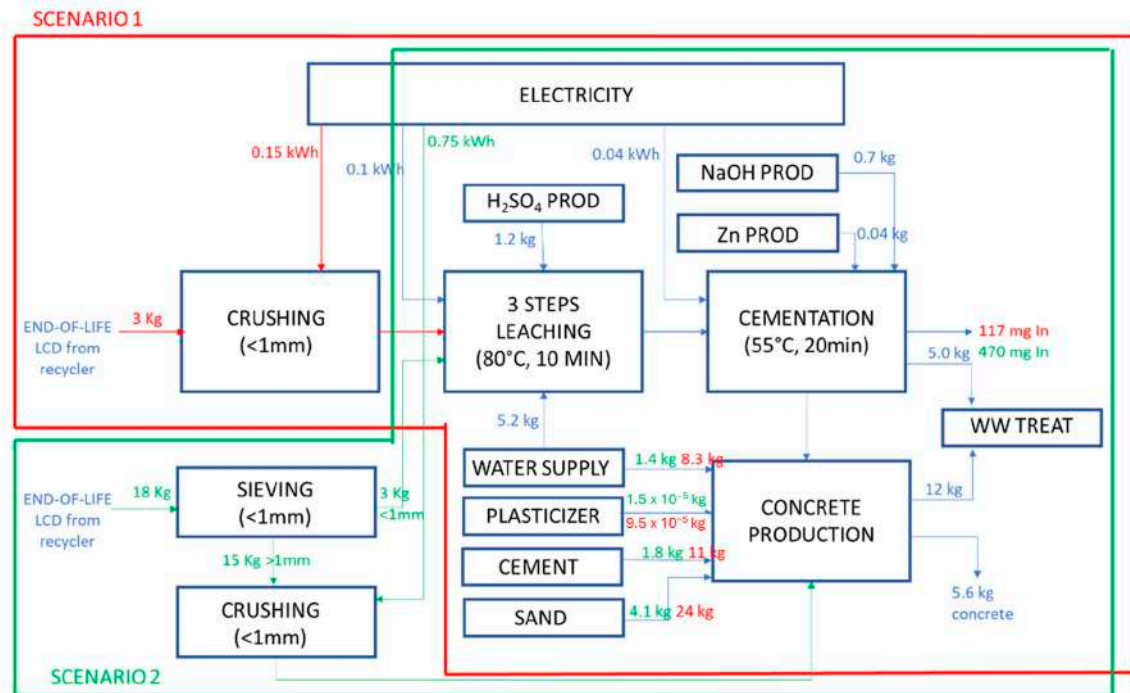 SCENARIO 1
ELECTRICITY
0.15 kWh
0.1 kWh
0.75 kWh
0.04 kWh
NaOH PROD
0.7 kg
H₂SO₄ PROD
1.2 kg
Zn PROD
0.04 kg
END-OF-LIFE
LCD from
recycler
3 Kg
CRUSHING
(<1mm)
3 STEPS
LEACHING
(80°C, 10 MIN)
CEMENTATION
(55°C, 20min)
117 mg In
470 mg In
5.0 kg
WW TREAT
5.2 kg
WATER SUPPLY
1.4 kg 8.3 kg
END-OF-LIFE
LCD from
recycler
18 Kg
SIEVING
(<1mm)
3 Kg
<1mm
PLASTICIZER
1.5 x 10⁻⁵ kg
9.5 x 10⁻⁵ kg
CONCRETE
PRODUCTION
12 kg
15 Kg >1mm
CEMENT
1.8 kg 11 kg
CRUSHING
(<1mm)
SAND
4.1 kg 24 kg
5.6 kg
concrete
SCENARIO 2